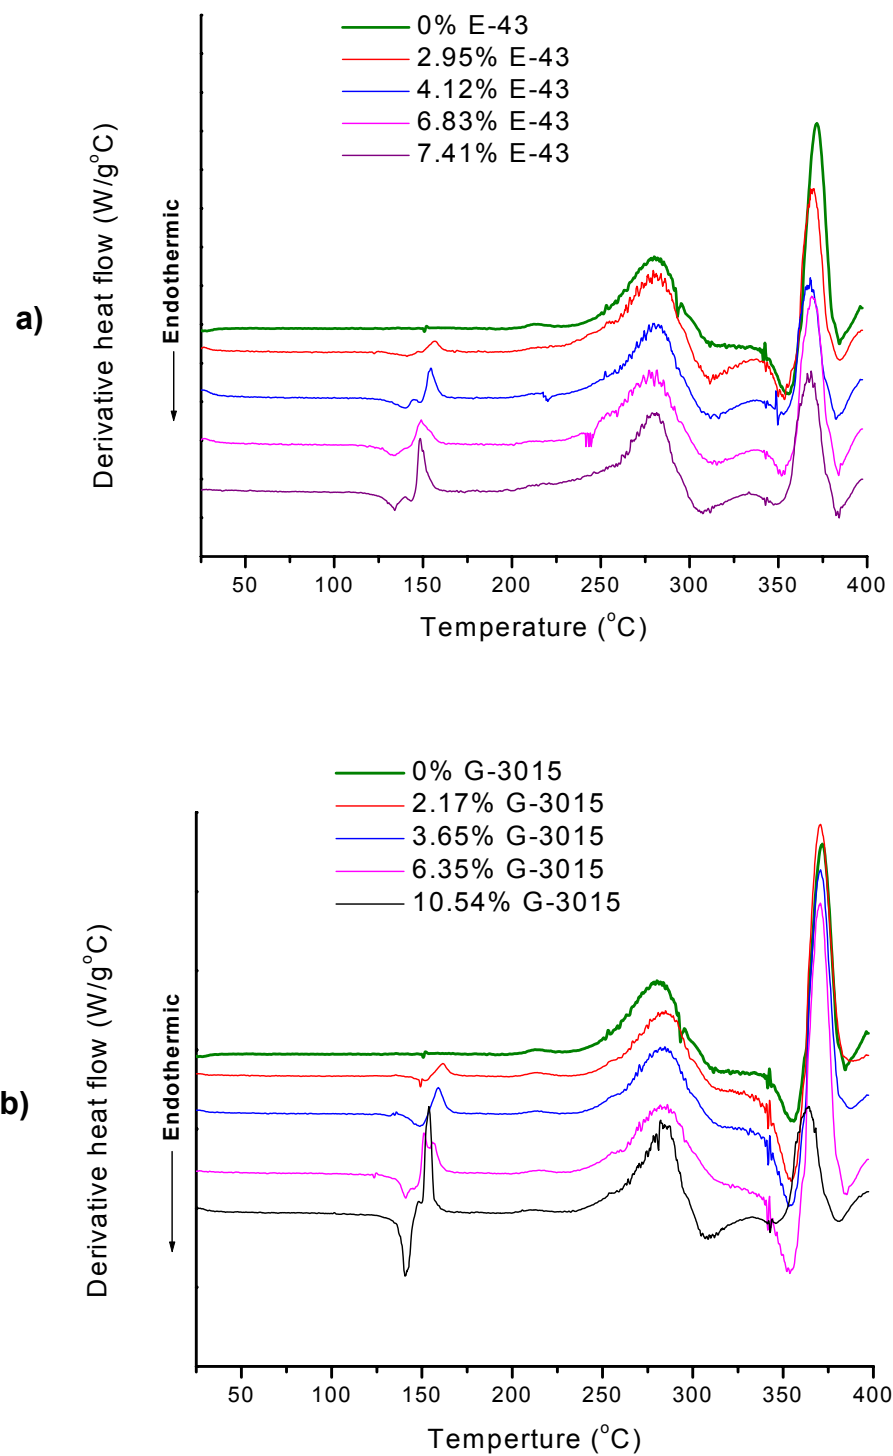 0% E-43
2.95% E-43
4.12% E-43
6.83% E-43
7.41% E-43
Derivative heat flow (W/g°C)
Endothermic
a)
50 100 150 200 250 300 350 400
Temperature (°C)
0% G-3015
2.17% G-3015
3.65% G-3015
6.35% G-3015
10.54% G-3015
Derivative heat flow (W/g°C)
Endothermic
b)
50 100 150 200 250 300 350 400
Temperture (°C)